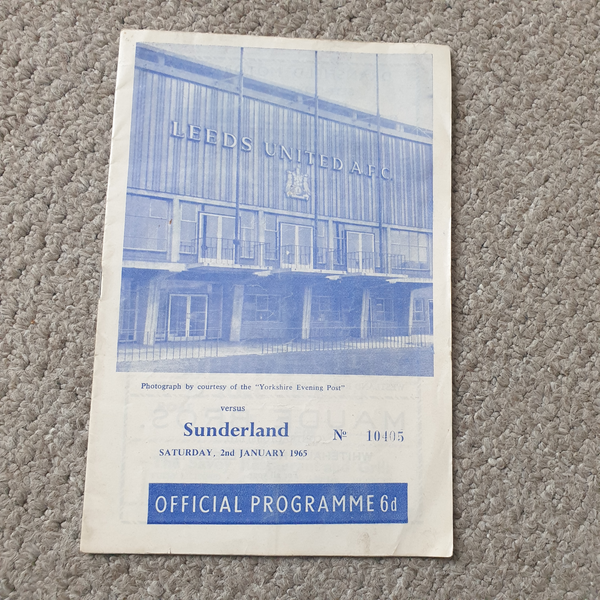 LEEDS UNITED A.F.C.
Photograph by courtesy of the "Yorkshire Evening Post"
versus
Sunderland
Nº 10405
SATURDAY, 2nd JANUARY 1965
OFFICIAL PROGRAMME 6d